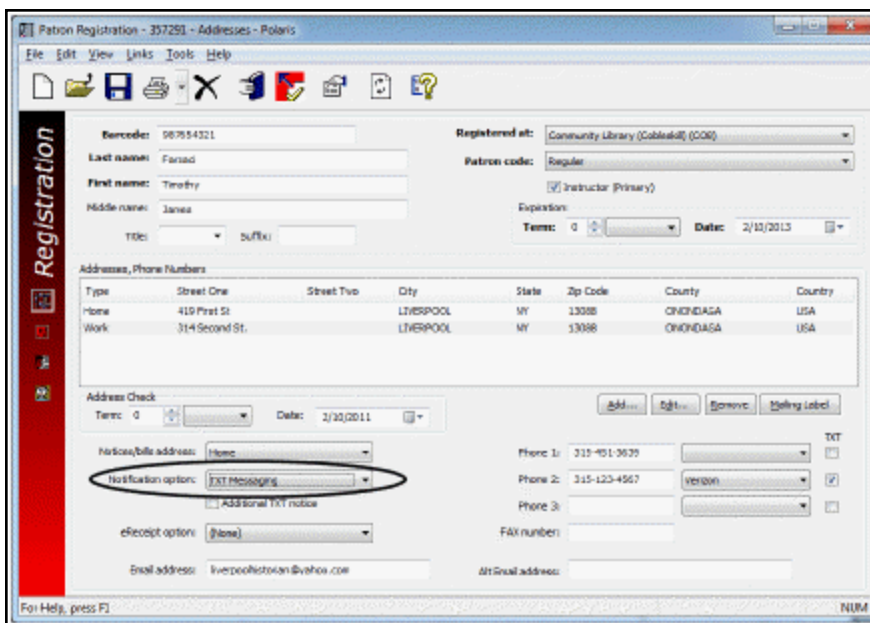 Patron Registration - 357291 - Addresses - Polaris
File Edit View Links Tools Help
Registration
Barcode: 987654321
Registered at: Community Library (Cobleskill) (COB)
Last name: Farsad
Patron code: Regular
First name: Timothy
Instructor (Primary)
Middle name: James
Expiration:
Title: Suffix:
Term: 0 Date: 2/10/2013
Addresses, Phone Numbers
Type Street One Street Two City State Zip Code County Country
Home 419 First St LIVERPOOL NY 13088 ONONDAGA USA
Work 314 Second St. LIVERPOOL NY 13088 ONONDAGA USA
Address Check
Term: 0 Date: 2/10/2011
Add... Edit... Remove Mailing Label
TXT
Notices/bills address: Home
Phone 1: 315-451-3639
Notification option: TXT Messaging
Phone 2: 315-123-4567 Verizon
Additional TXT notice
Phone 3:
eReceipt option: (None)
FAX number:
Email address: liverpoolhistorian@yahoo.com
Alt Email address:
For Help, press F1
NUM